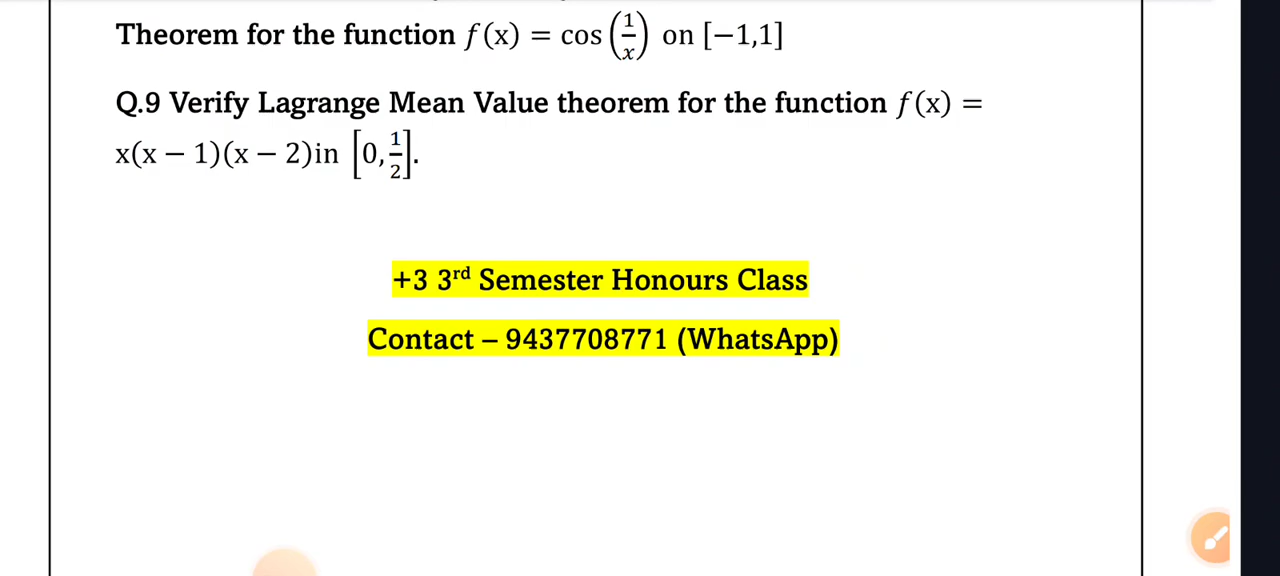 Theorem for the function f(x) = cos(1/x) on [−1,1]
Q.9 Verify Lagrange Mean Value theorem for the function f(x) =
x(x − 1)(x − 2)in [0,1/2].
+3 3rd Semester Honours Class
Contact – 9437708771 (WhatsApp)